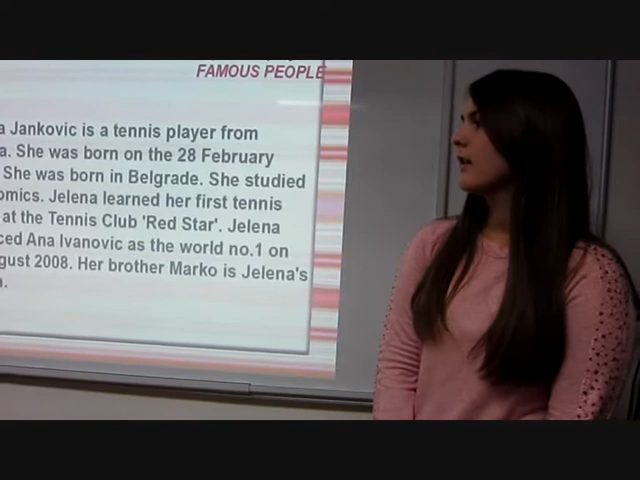 FAMOUS PEOPLE
a Jankovic is a tennis player from
a. She was born on the 28 February
She was born in Belgrade. She studied
omics. Jelena learned her first tennis
at the Tennis Club 'Red Star'. Jelena
ced Ana Ivanovic as the world no.1 on
gust 2008. Her brother Marko is Jelena's
.